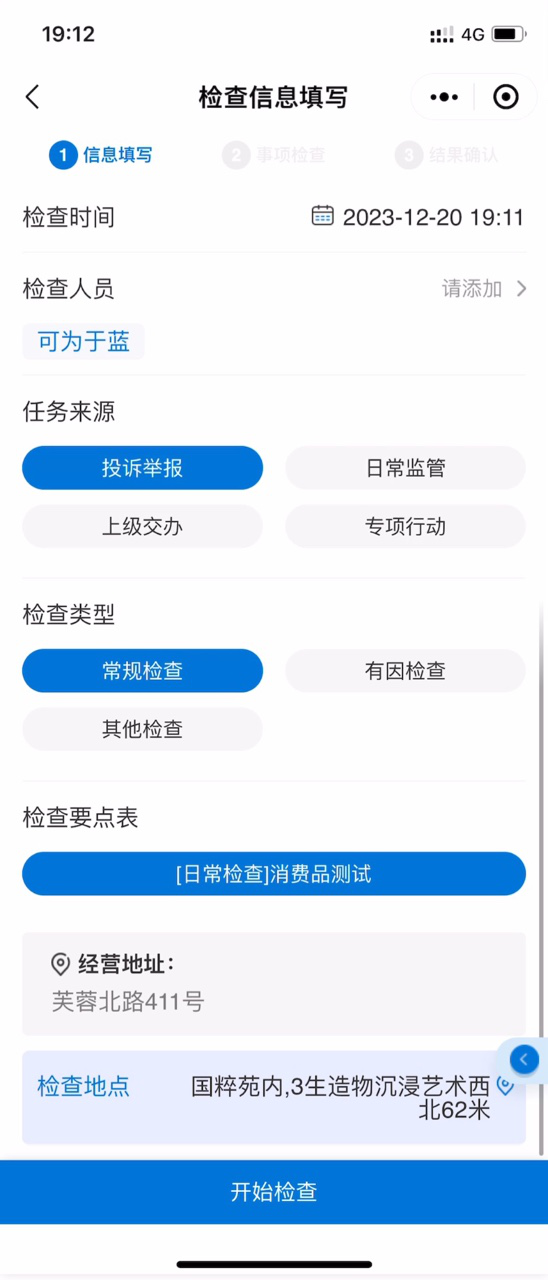 19:12
4G
检查信息填写
1 信息填写 2 事项检查 3 结果确认
检查时间 2023-12-20 19:11
检查人员 请添加
可为于蓝
任务来源
投诉举报 日常监管
上级交办 专项行动
检查类型
常规检查 有因检查
其他检查
检查要点表
[日常检查]消费品测试
经营地址：
芙蓉北路411号
检查地点 国粹苑内,3生造物沉浸艺术西
北62米
开始检查